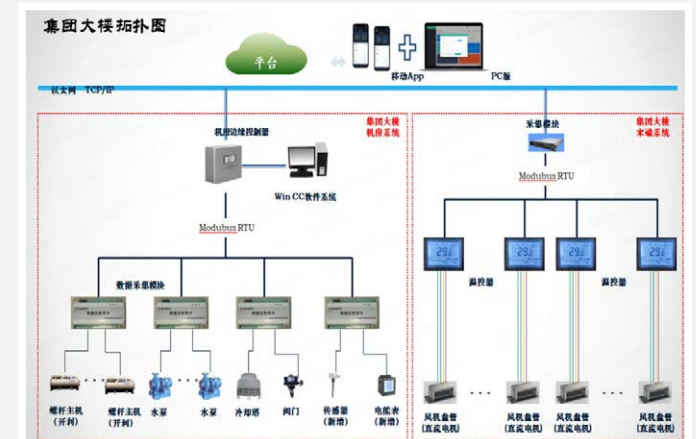 集团大楼拓扑图
平台
移动App
PC版
以太网 TCP/IP
集团大楼
机房系统
机房边缘控制器
Win CC软件系统
Modubus RTU
数据采集模块
螺杆主机
(开利)
螺杆主机
(开利)
水泵
水泵
冷却塔
阀门
传感器
(新增)
电能表
(新增)
集团大楼
末端系统
采集模块
Modubus RTU
温控器
温控器
风机盘管
(直流电机)
风机盘管
(直流电机)
风机盘管
(直流电机)
风机盘管
(直流电机)